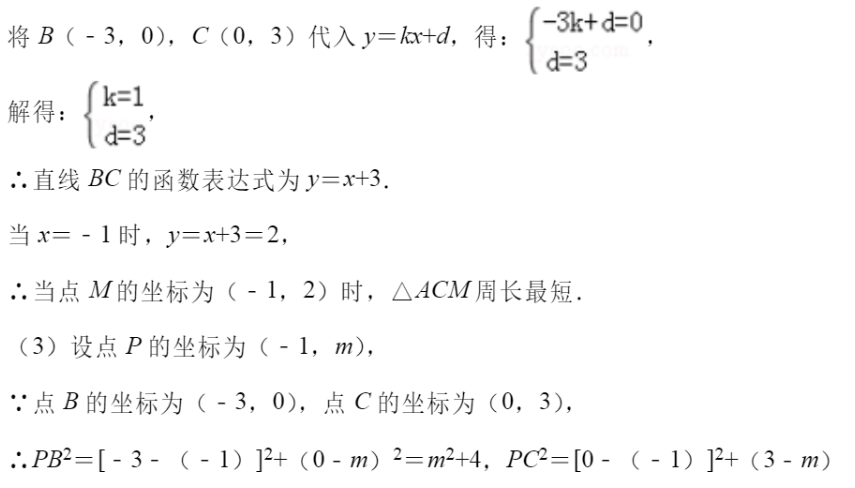 将 B（﹣3，0），C（0，3）代入 y＝kx+d，得：{-3k+d=0 d=3，
解得：{k=1 d=3，
∴直线 BC 的函数表达式为 y＝x+3．
当 x＝﹣1 时，y＝x+3＝2，
∴当点 M 的坐标为（﹣1，2）时，△ACM 周长最短．
（3）设点 P 的坐标为（﹣1，m），
∵点 B 的坐标为（﹣3，0），点 C 的坐标为（0，3），
∴PB²＝[﹣3﹣（﹣1）]²+（0﹣m）²＝m²+4，PC²＝[0﹣（﹣1）]²+（3﹣m）